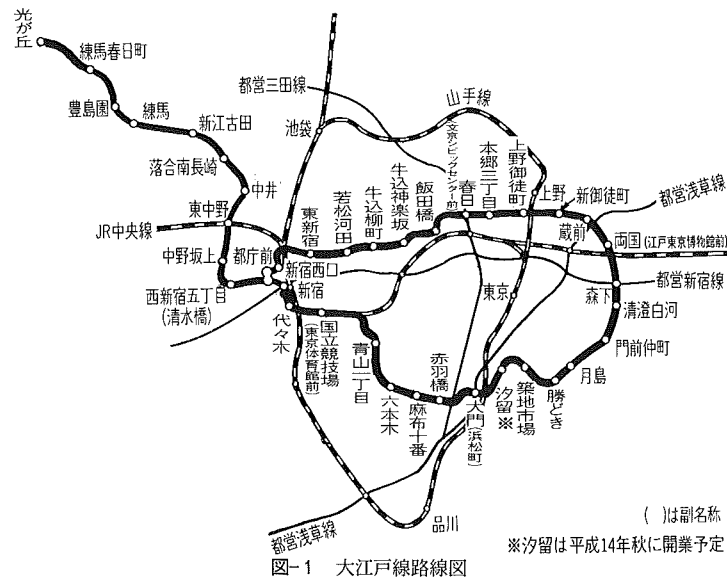 光が丘
練馬春日町
豊島園
練馬
新江古田
落合南長崎
中井
東中野
JR中央線
中野坂上
都庁前
西新宿五丁目
(清水橋)
新宿西口
新宿
東新宿
若松河田
牛込柳町
牛込神楽坂
飯田橋
春日
(文京シビックセンター前)
本郷三丁目
上野御徒町
上野
新御徒町
都営浅草線
蔵前
両国(江戸東京博物館前)
都営新宿線
森下
清澄白河
門前仲町
月島
勝どき
築地市場
汐留※
大門(浜松町)
赤羽橋
麻布十番
六本木
青山一丁目
国立競技場
(東京体育館前)
代々木
池袋
都営三田線
山手線
東京
品川
都営浅草線
( )は副名称
※汐留は平成14年秋に開業予定
図-1 大江戸線路線図